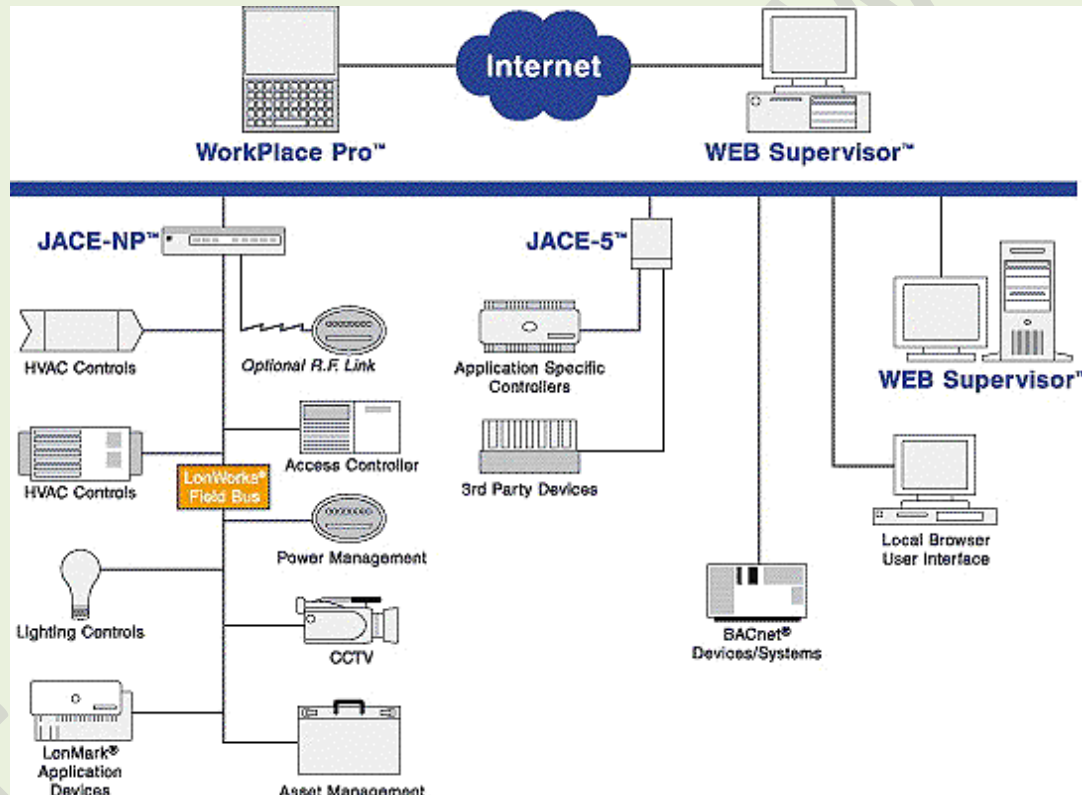 Internet
WorkPlace Pro™
WEB Supervisor™
JACE-NP™
JACE-5™
HVAC Controls
Optional R.F. Link
Application Specific
Controllers
WEB Supervisor™
HVAC Controls
LonWorks®
Field Bus
Access Controller
3rd Party Devices
Power Management
Local Browser
User Interface
Lighting Controls
CCTV
BACnet®
Devices/Systems
LonMark®
Application
Devices
Asset Management